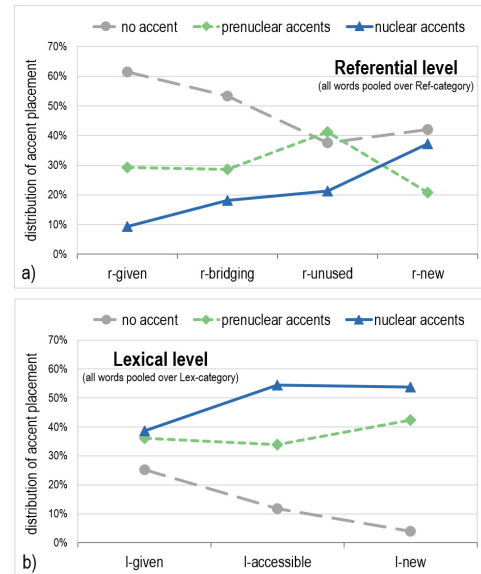 no accent prenuclear accents nuclear accents
70%
60%
50%
40%
30%
20%
10%
0%
distribution of accent placement
Referential level
(all words pooled over Ref-category)
a)
r-given r-bridging r-unused r-new
no accent prenuclear accents nuclear accents
70%
60%
50%
40%
30%
20%
10%
0%
distribution of accent placement
Lexical level
(all words pooled over Lex-category)
b)
l-given l-accessible l-new